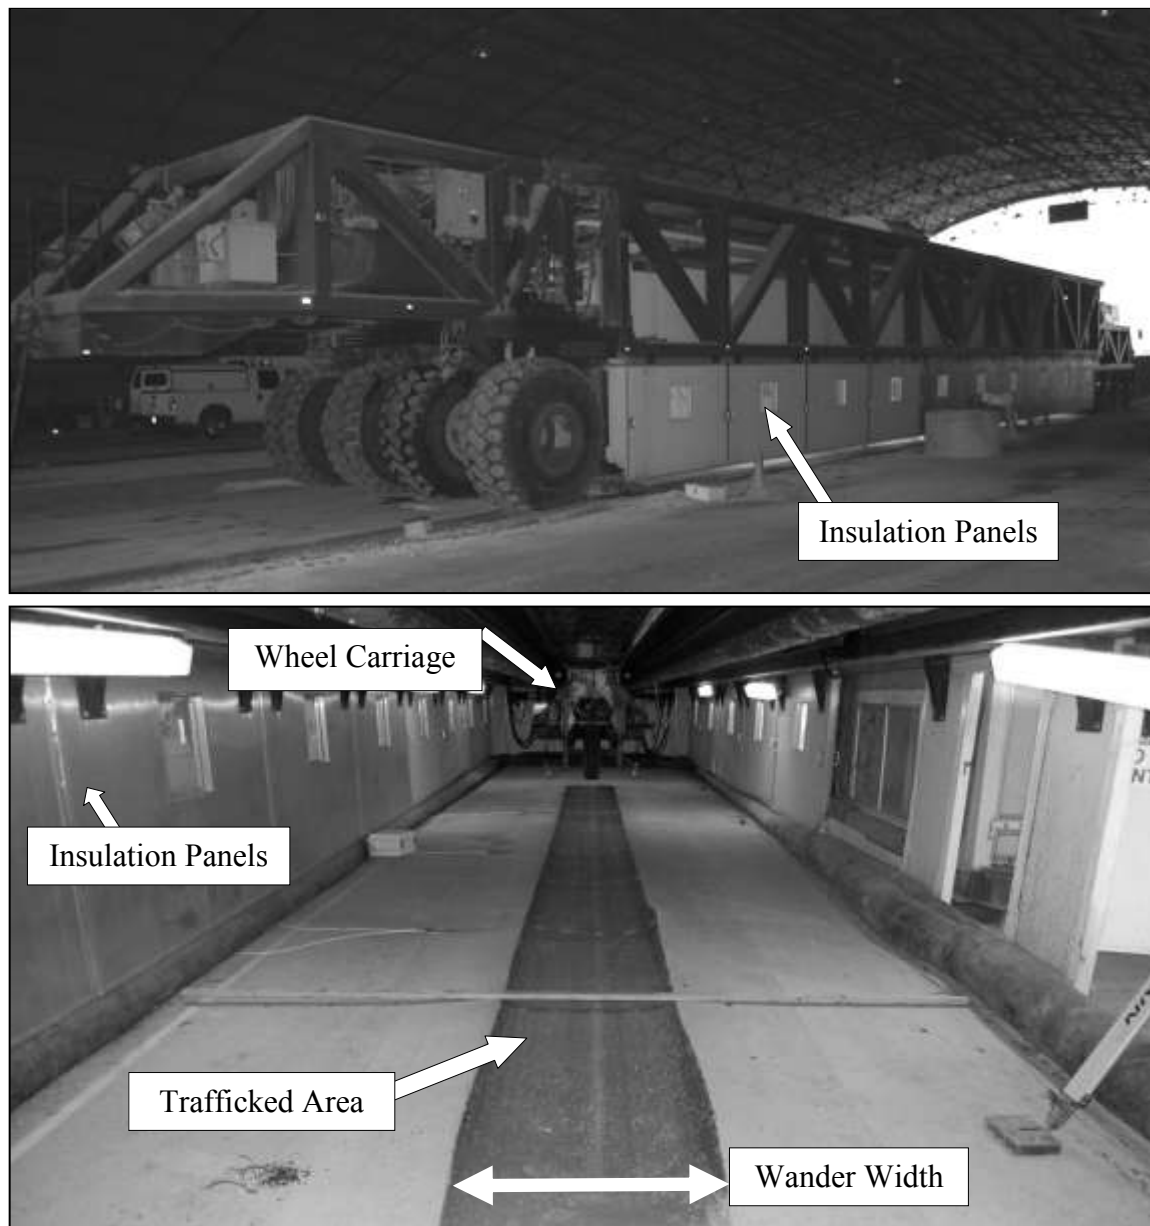 Insulation Panels
Wheel Carriage
Insulation Panels
Trafficked Area
Wander Width